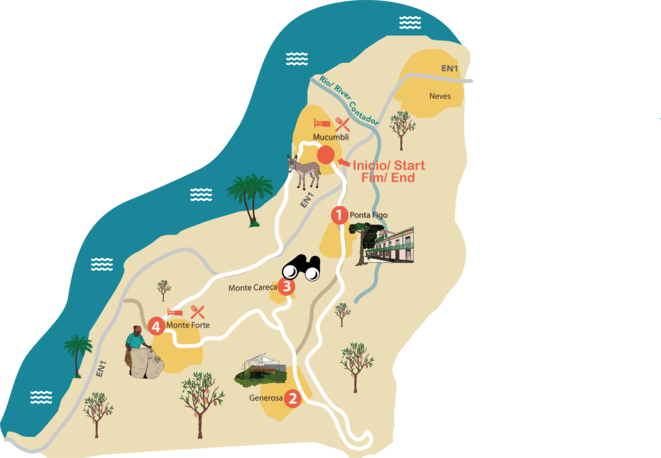 EN1
Neves
Rio/ River Contador
Mucumbli
Inicio/ Start
Fim/ End
EN1
1
Ponta Figo
Monte Careca
3
4
Monte Forte
EN1
Generosa
2